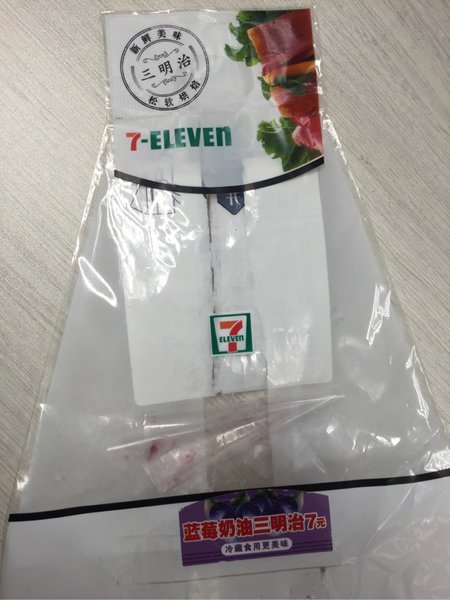 新鲜美味
三明治
松软烘焙
7-ELEVEn
7
ELEVEn
蓝莓奶油三明治7元
冷藏食用更美味